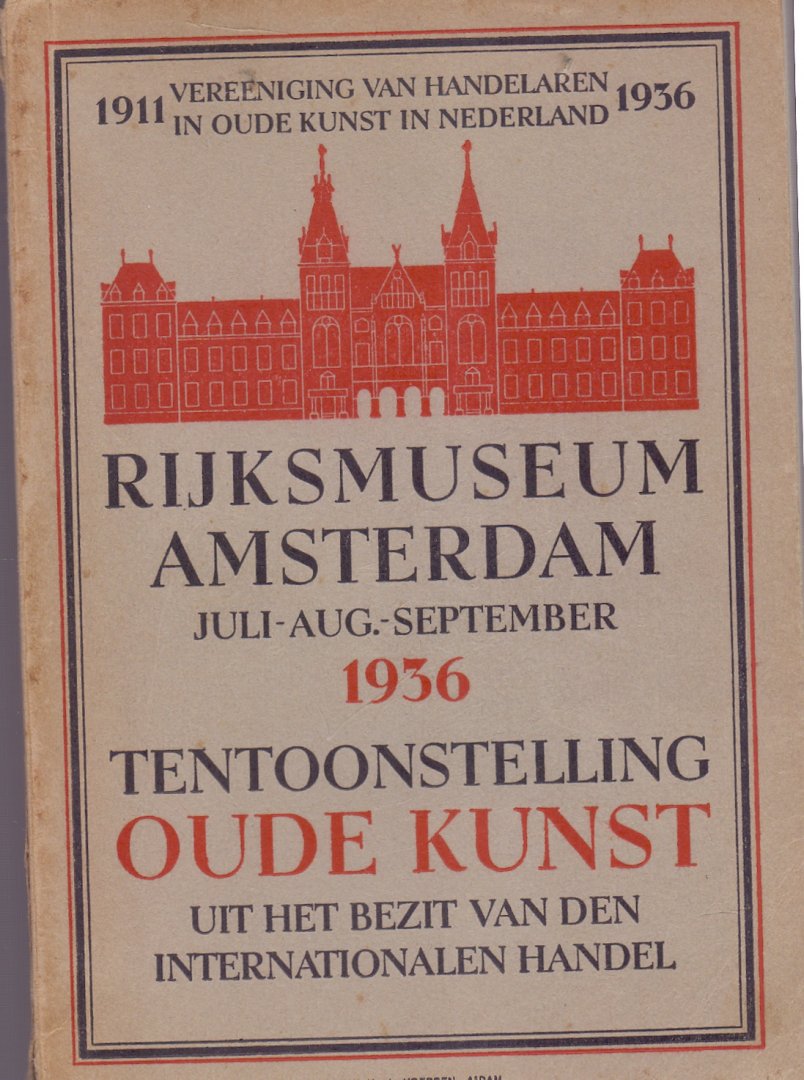 1911 VEREENIGING VAN HANDELAREN 1936
IN OUDE KUNST IN NEDERLAND
RIJKSMUSEUM
AMSTERDAM
JULI-AUG.-SEPTEMBER
1936
TENTOONSTELLING
OUDE KUNST
UIT HET BEZIT VAN DEN
INTERNATIONALEN HANDEL